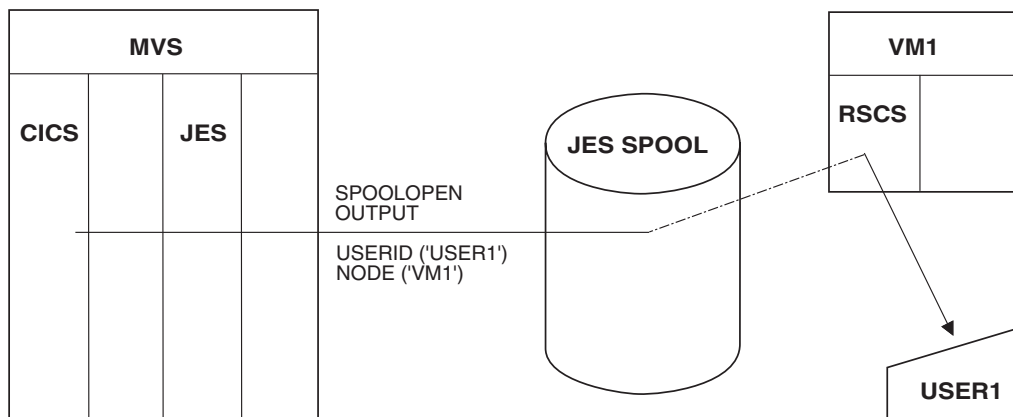 MVS
VM1
CICS
JES
JES SPOOL
RSCS
SPOOLOPEN
OUTPUT
USERID ('USER1')
NODE ('VM1')
USER1